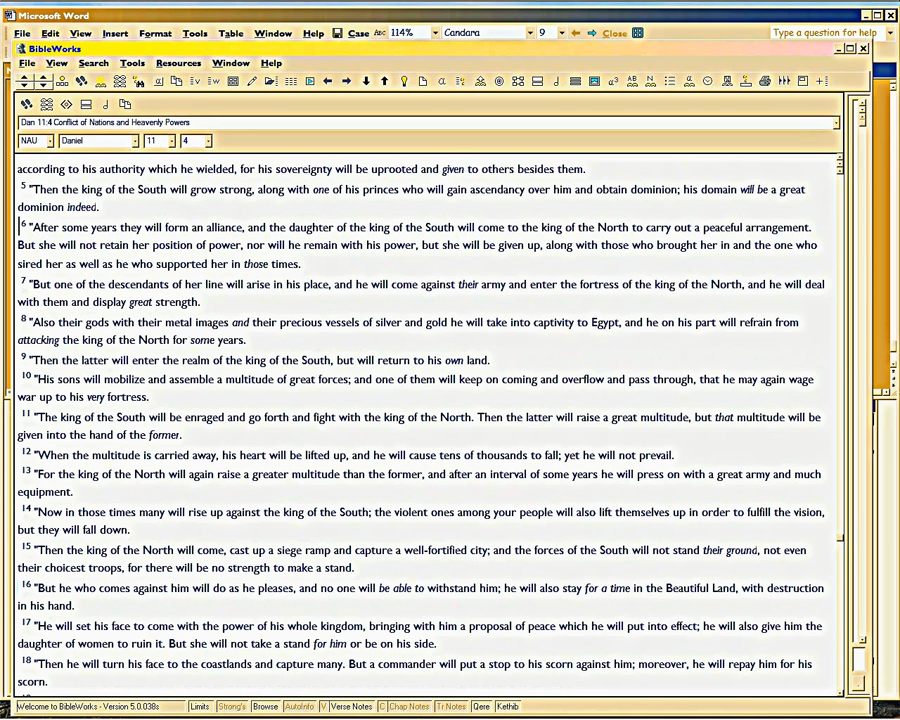 Microsoft Word
File Edit View Insert Format Tools Table Window Help Case ABC 114% Candara 9 Close Type a question for help
BibleWorks
File View Search Tools Resources Window Help
Dan 11:4 Conflict of Nations and Heavenly Powers
NAU Daniel 11 4
according to his authority which he wielded, for his sovereignty will be uprooted and given to others besides them.
5 "Then the king of the South will grow strong, along with one of his princes who will gain ascendancy over him and obtain dominion; his domain will be a great
dominion indeed.
6 "After some years they will form an alliance, and the daughter of the king of the South will come to the king of the North to carry out a peaceful arrangement.
But she will not retain her position of power, nor will he remain with his power, but she will be given up, along with those who brought her in and the one who
sired her as well as he who supported her in those times.
7 "But one of the descendants of her line will arise in his place, and he will come against their army and enter the fortress of the king of the North, and he will deal
with them and display great strength.
8 "Also their gods with their metal images and their precious vessels of silver and gold he will take into captivity to Egypt, and he on his part will refrain from
attacking the king of the North for some years.
9 "Then the latter will enter the realm of the king of the South, but will return to his own land.
10 "His sons will mobilize and assemble a multitude of great forces; and one of them will keep on coming and overflow and pass through, that he may again wage
war up to his very fortress.
11 "The king of the South will be enraged and go forth and fight with the king of the North. Then the latter will raise a great multitude, but that multitude will be
given into the hand of the former.
12 "When the multitude is carried away, his heart will be lifted up, and he will cause tens of thousands to fall; yet he will not prevail.
13 "For the king of the North will again raise a greater multitude than the former, and after an interval of some years he will press on with a great army and much
equipment.
14 "Now in those times many will rise up against the king of the South; the violent ones among your people will also lift themselves up in order to fulfill the vision,
but they will fall down.
15 "Then the king of the North will come, cast up a siege ramp and capture a well-fortified city; and the forces of the South will not stand their ground, not even
their choicest troops, for there will be no strength to make a stand.
16 "But he who comes against him will do as he pleases, and no one will be able to withstand him; he will also stay for a time in the Beautiful Land, with destruction
in his hand.
17 "He will set his face to come with the power of his whole kingdom, bringing with him a proposal of peace which he will put into effect; he will also give him the
daughter of women to ruin it. But she will not take a stand for him or be on his side.
18 "Then he will turn his face to the coastlands and capture many. But a commander will put a stop to his scorn against him; moreover, he will repay him for his
scorn.
Welcome to BibleWorks - Version 5.0.038s Limits Strong's Browse AutoInfo V Verse Notes C Chap Notes Tr Notes Qere Kethib